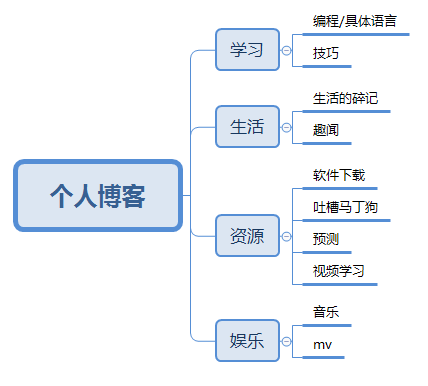 个人博客
学习
编程/具体语言
技巧
生活
生活的碎记
趣闻
资源
软件下载
吐槽马丁狗
预测
视频学习
娱乐
音乐
mv